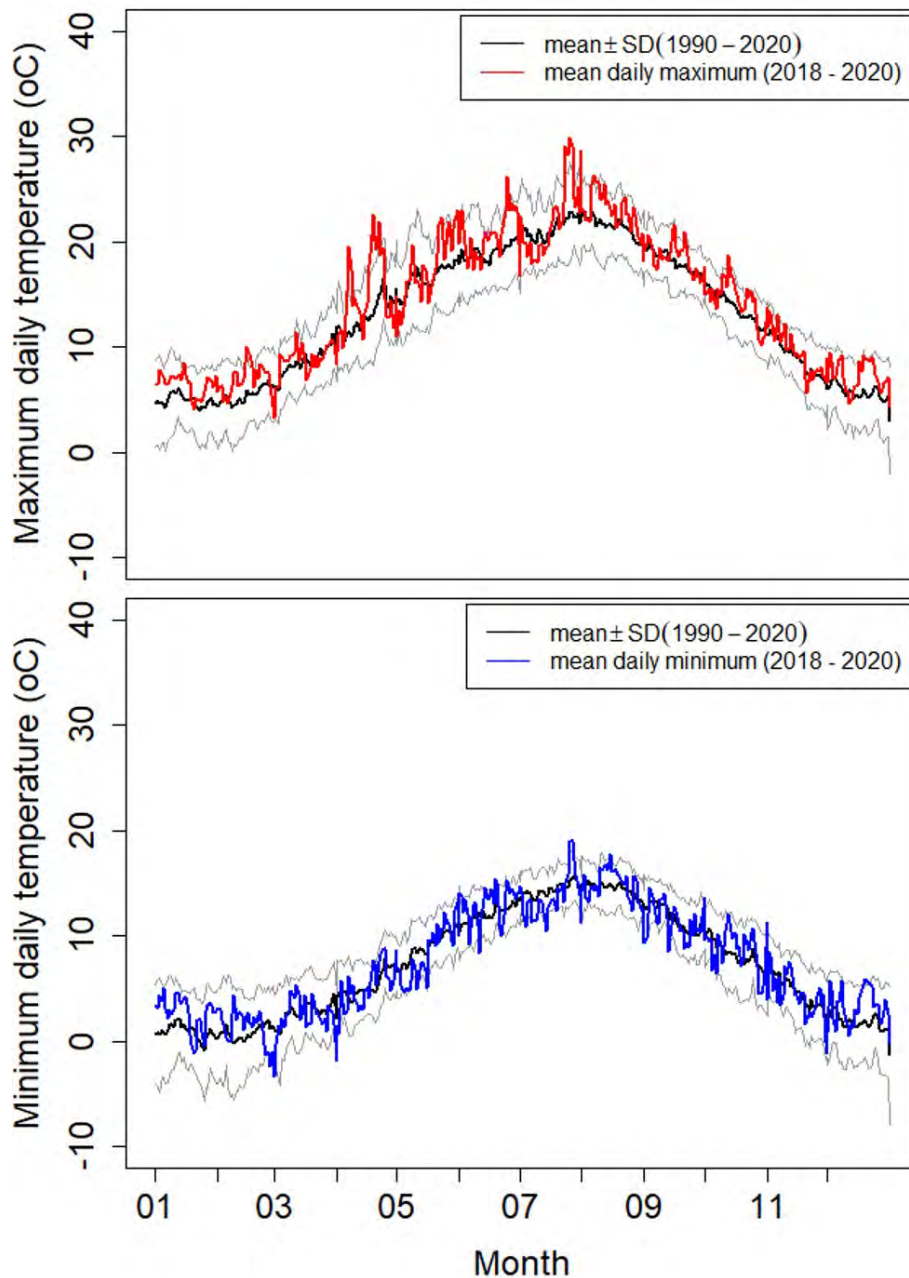 Maximum daily temperature (oC)
40
30
20
10
0
-10
mean ± SD(1990 – 2020)
mean daily maximum (2018 - 2020)
Minimum daily temperature (oC)
40
30
20
10
0
-10
mean ± SD(1990 – 2020)
mean daily minimum (2018 - 2020)
01 03 05 07 09 11
Month